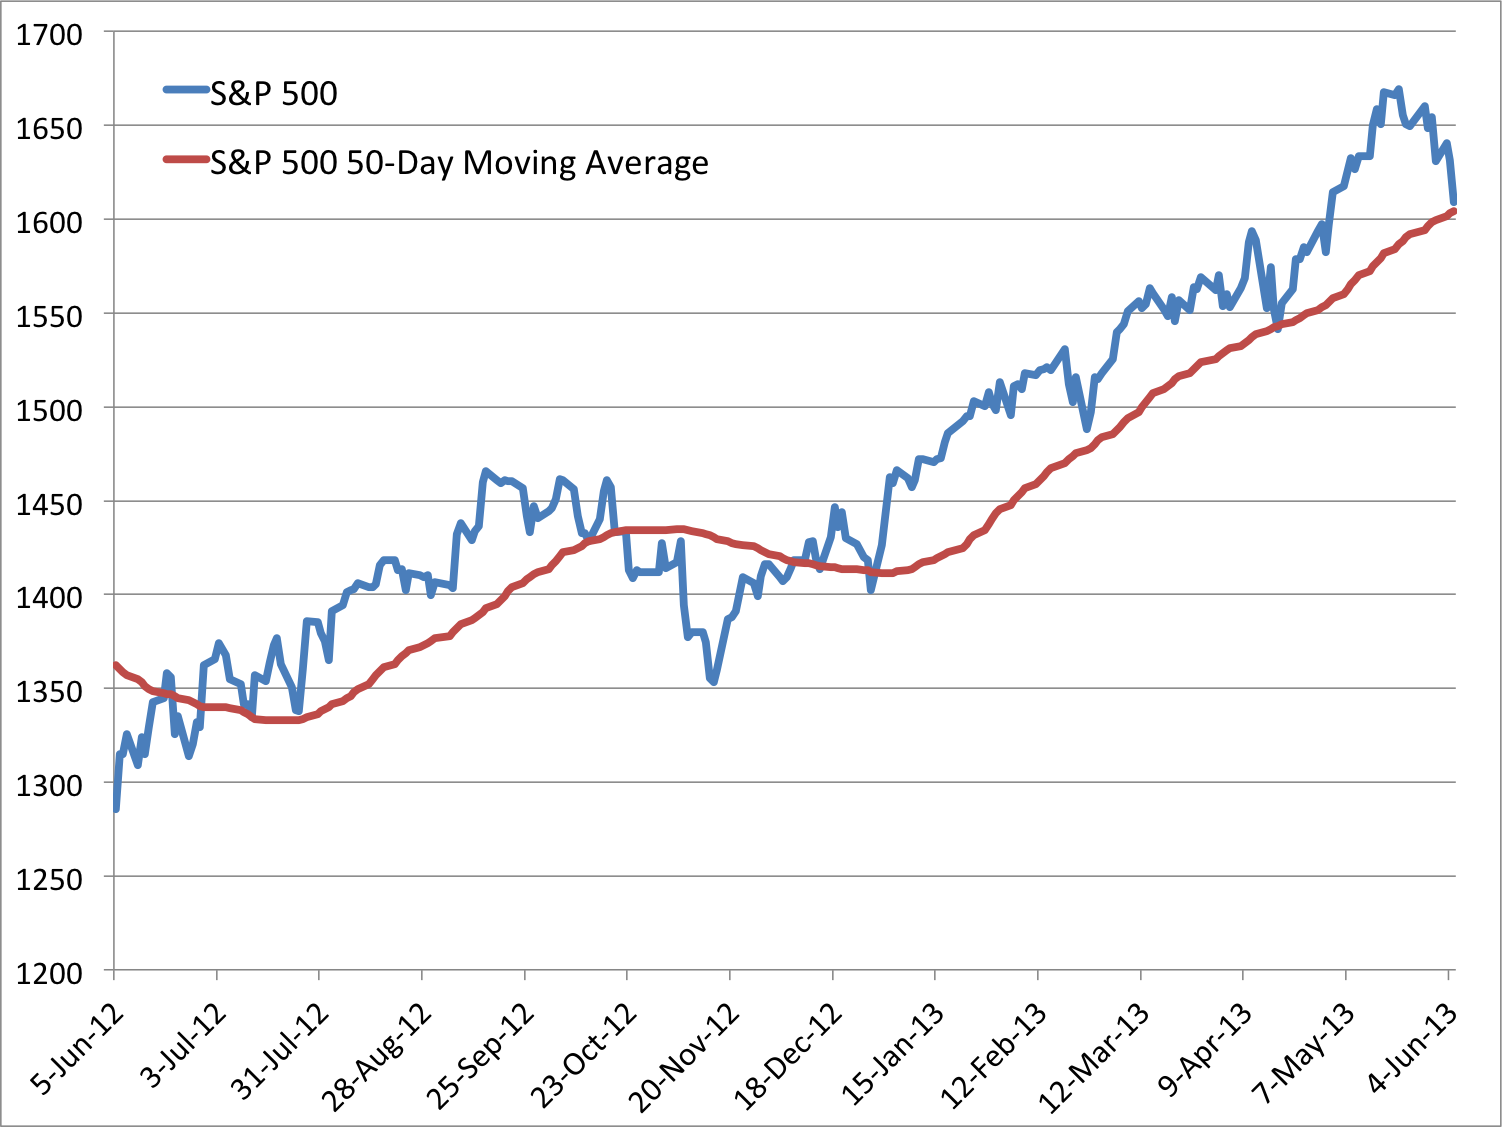 1700
S&P 500
1650
S&P 500 50-Day Moving Average
1600
1550
1500
1450
1400
1350
1300
1250
1200
5-Jun-12
3-Jul-12
31-Jul-12
28-Aug-12
25-Sep-12
23-Oct-12
20-Nov-12
18-Dec-12
15-Jan-13
12-Feb-13
12-Mar-13
9-Apr-13
7-May-13
4-Jun-13